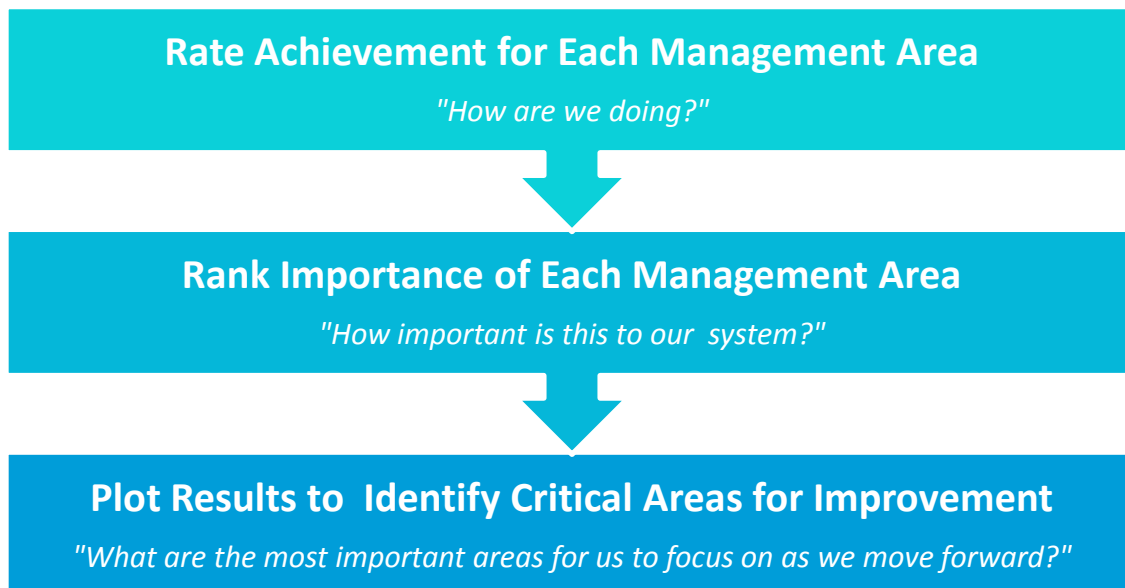 Rate Achievement for Each Management Area
"How are we doing?"
Rank Importance of Each Management Area
"How important is this to our  system?"
Plot Results to  Identify Critical Areas for Improvement
"What are the most important areas for us to focus on as we move forward?"